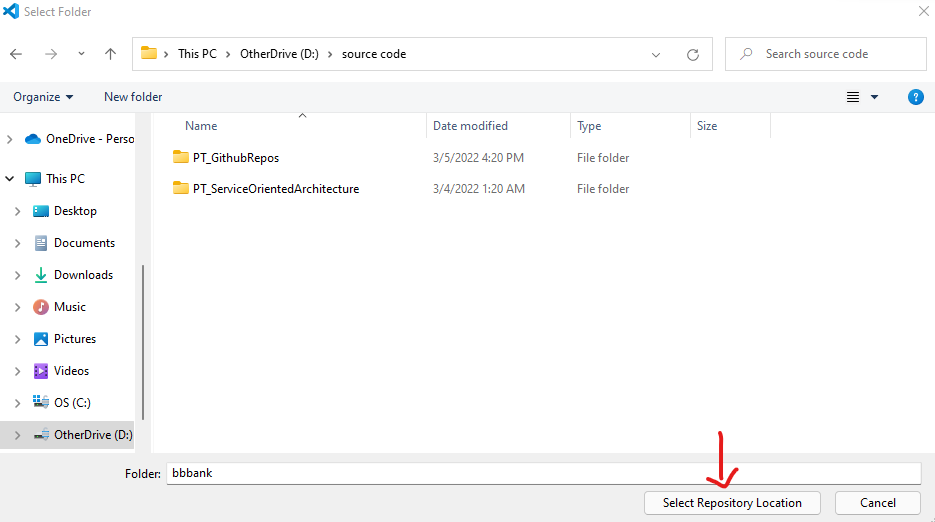 Select Folder
This PC > OtherDrive (D:) > source code
Search source code
Organize
New folder
?
Name Date modified Type Size
OneDrive - Perso
This PC
Desktop
Documents
Downloads
Music
Pictures
Videos
OS (C:)
OtherDrive (D:)
PT_GithubRepos 3/5/2022 4:20 PM File folder
PT_ServiceOrientedArchitecture 3/4/2022 1:20 AM File folder
Folder: bbbank
Select Repository Location
Cancel